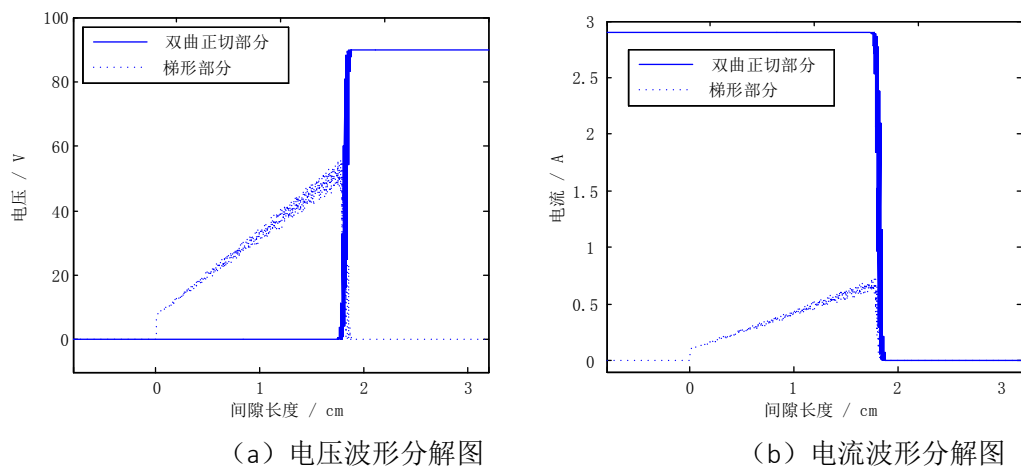 100
80
60
40
20
0
电压 / V
双曲正切部分
梯形部分
0
1
2
3
间隙长度 / cm
(a) 电压波形分解图
3
2.5
2
1.5
1
0.5
0
电流 / A
双曲正切部分
梯形部分
0
1
2
3
间隙长度 / cm
(b) 电流波形分解图